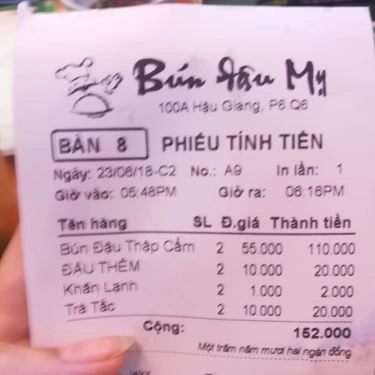 Bún đậu My
100A Hậu Giang, P6.Q6
BÀN 8 PHIẾU TÍNH TIỀN
Ngày: 23/06/18-C2 No.: A9 In lần: 1
Giờ vào: 05:48PM Giờ ra: 06:16PM
Tên hàng SL Đ.giá Thành tiền
Bún Đậu Thập Cẩm 2 55.000 110.000
ĐẬU THÊM 2 10.000 20.000
Khăn Lạnh 2 1.000 2.000
Trà Tắc 2 10.000 20.000
Cộng: 152.000
Một trăm năm mươi hai ngàn đồng